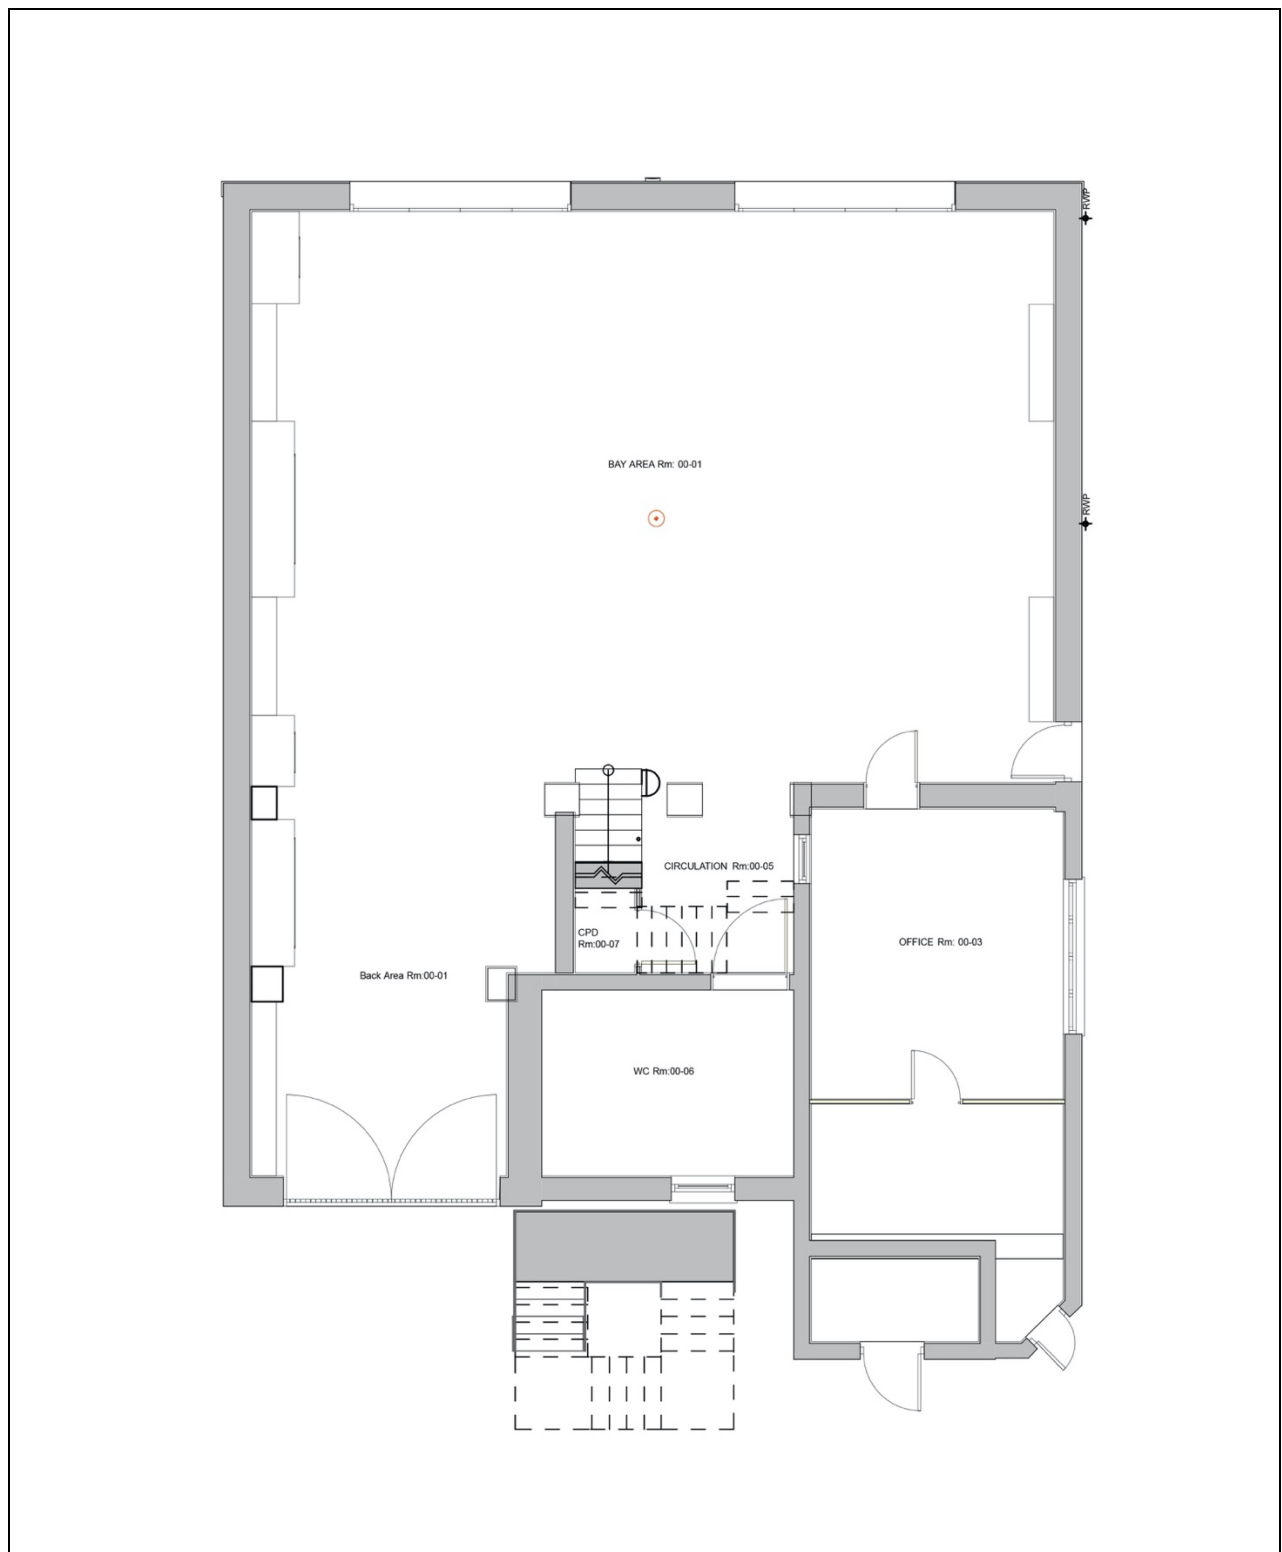 RWP
BAY AREA Rm: 00-01
RWP
CIRCULATION Rm:00-05
CPD
Rm:00-07
OFFICE Rm: 00-03
Back Area Rm:00-01
WC Rm:00-06